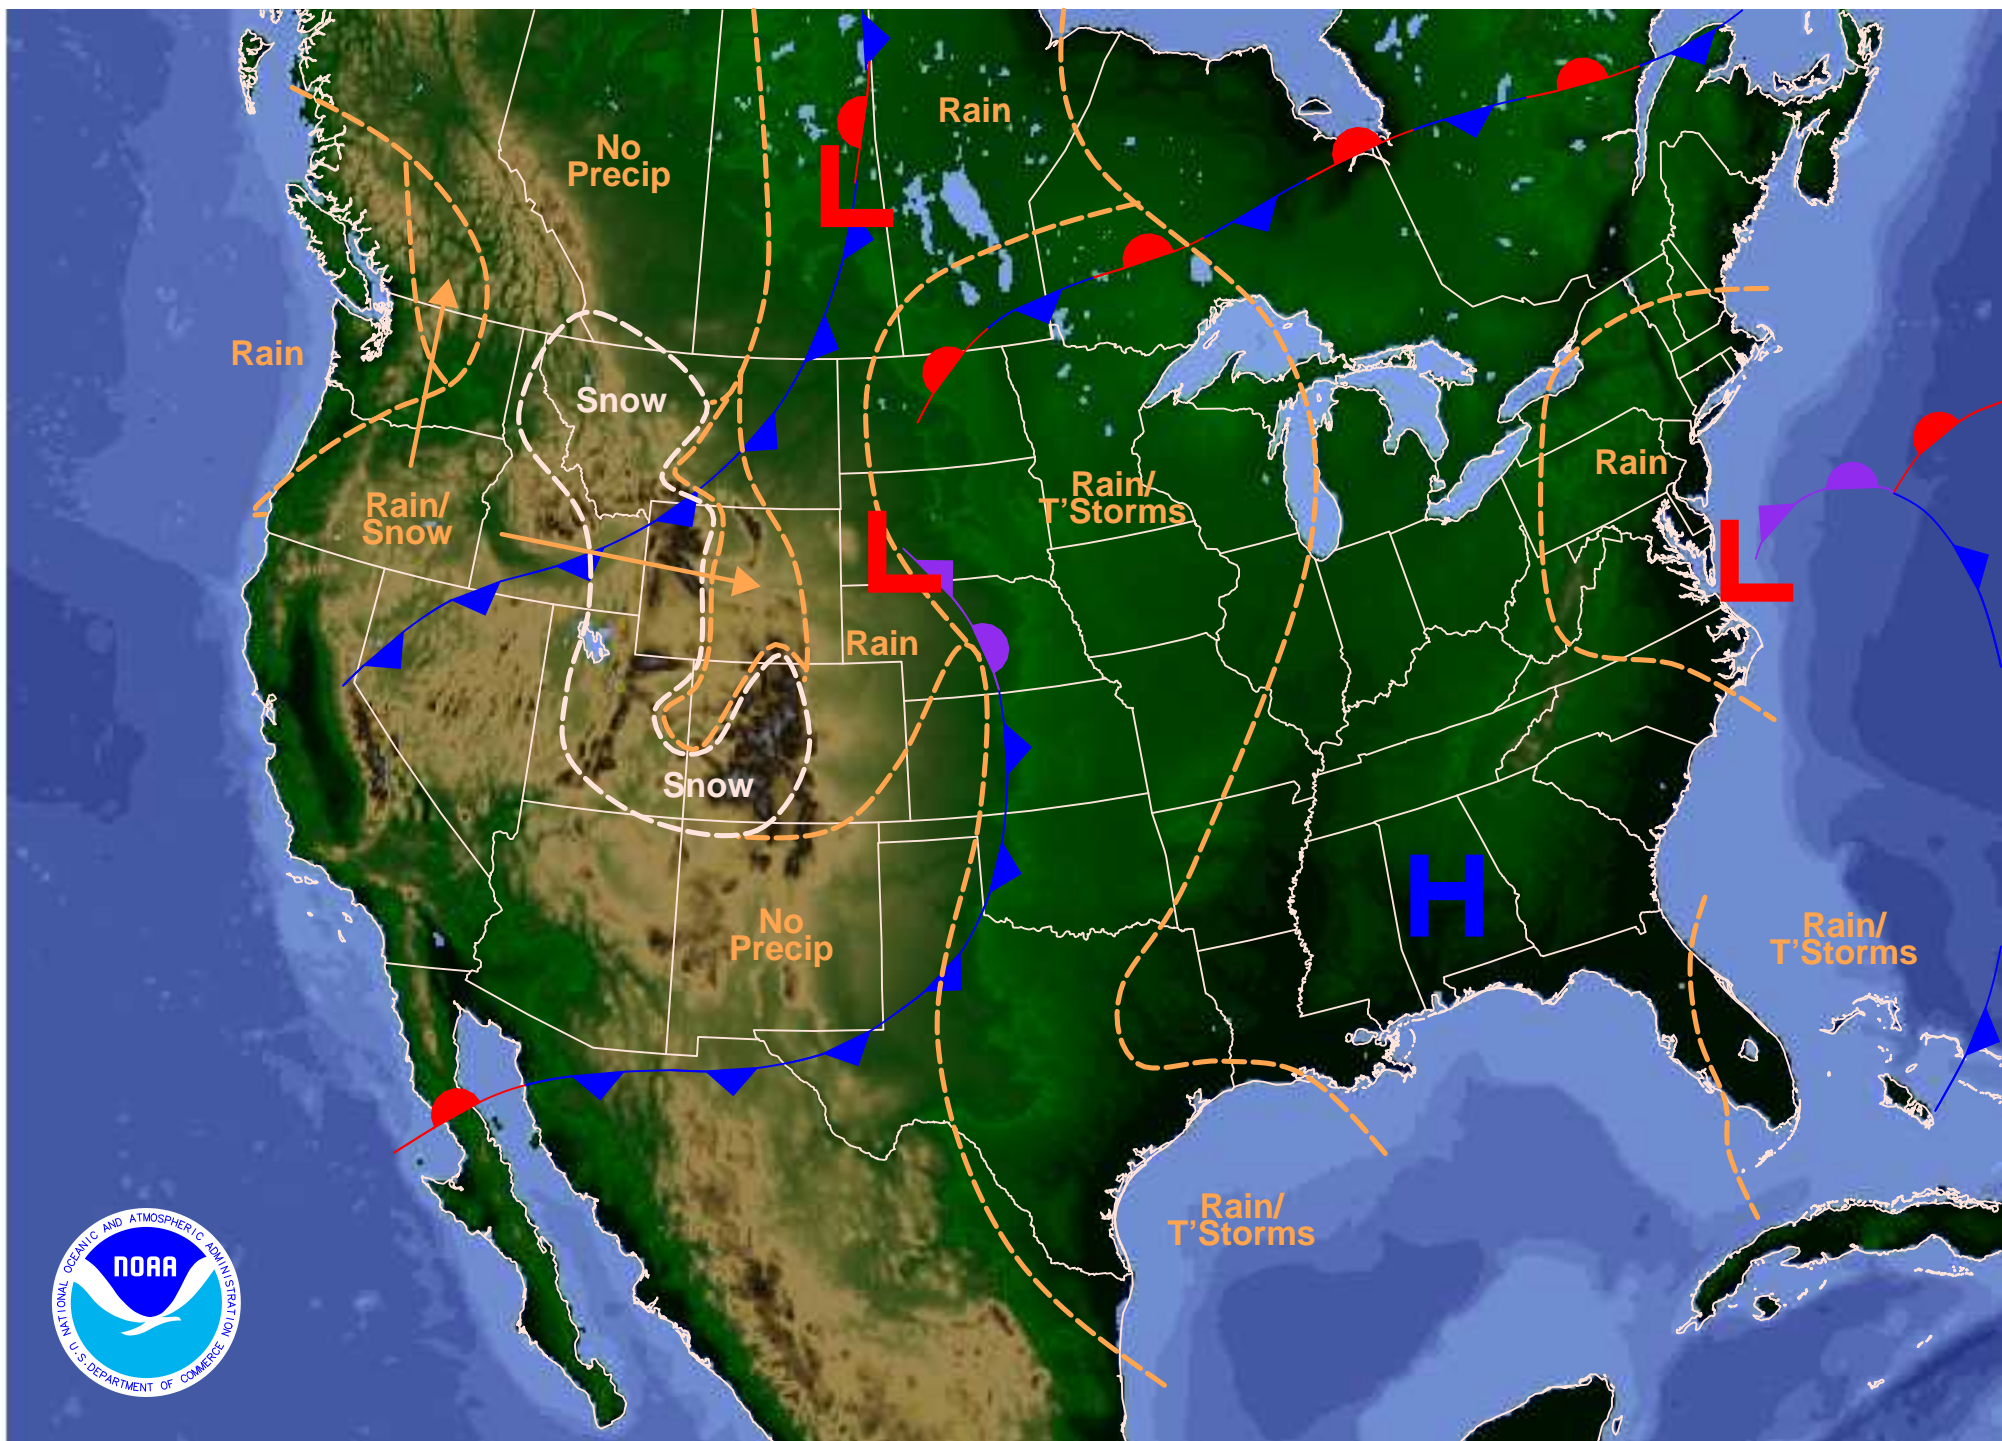 Rain
No
Precip
L
Rain
Snow
Rain/
Snow
Rain/
T'Storms
Rain
L
L
Rain
Snow
No
Precip
H
Rain/
T'Storms
Rain/
T'Storms
NATIONAL OCEANIC AND ATMOSPHERIC ADMINISTRATION
NOAA
U.S. DEPARTMENT OF COMMERCE